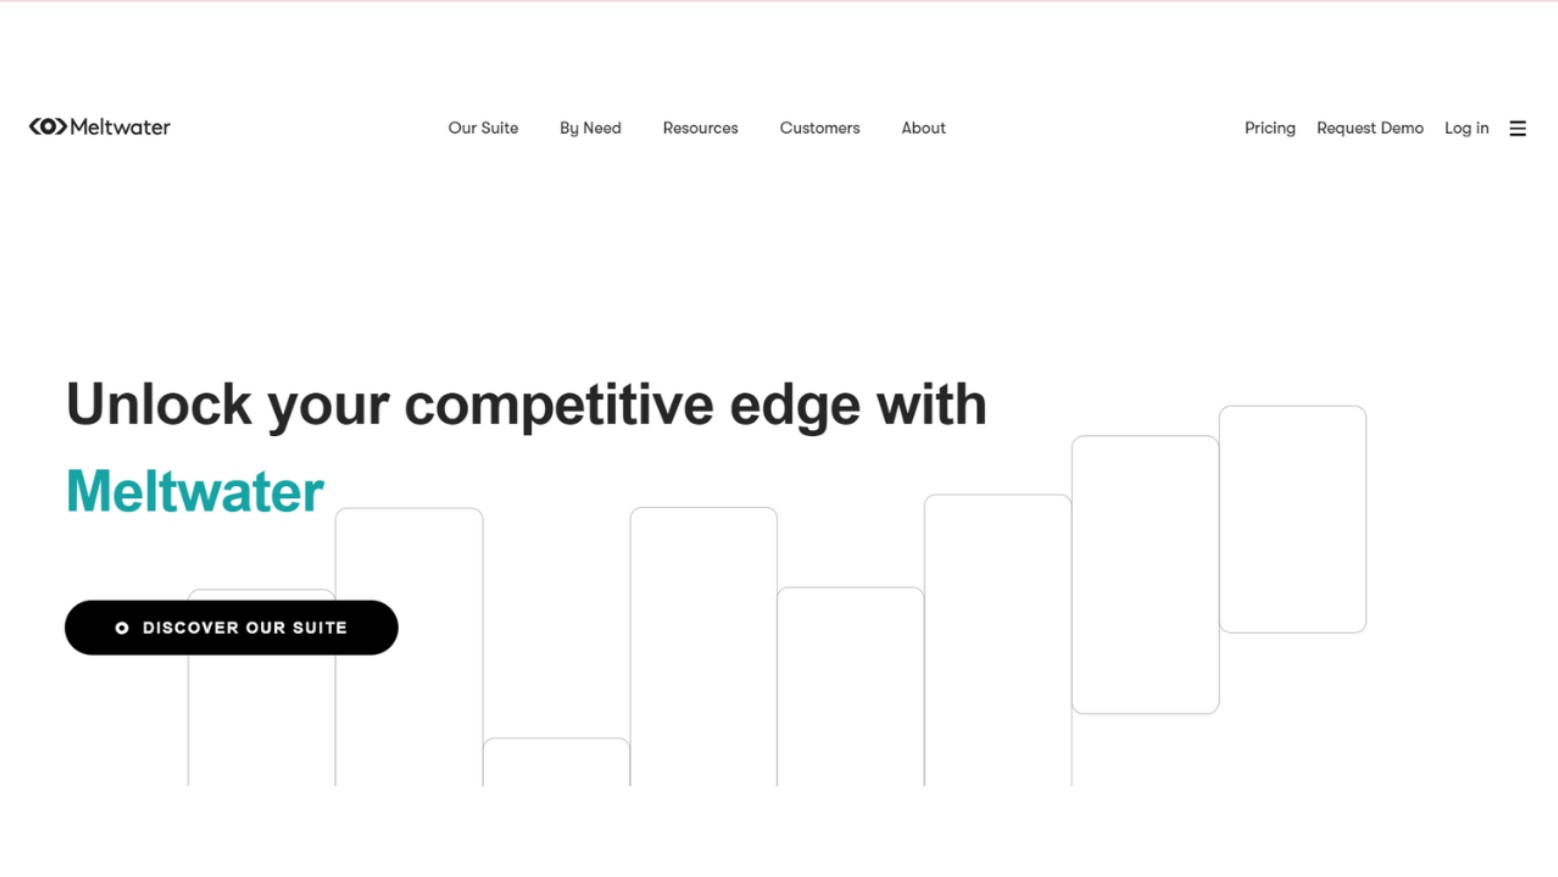 Meltwater
Our Suite By Need Resources Customers About
Pricing Request Demo Log in
Unlock your competitive edge with
Meltwater
DISCOVER OUR SUITE